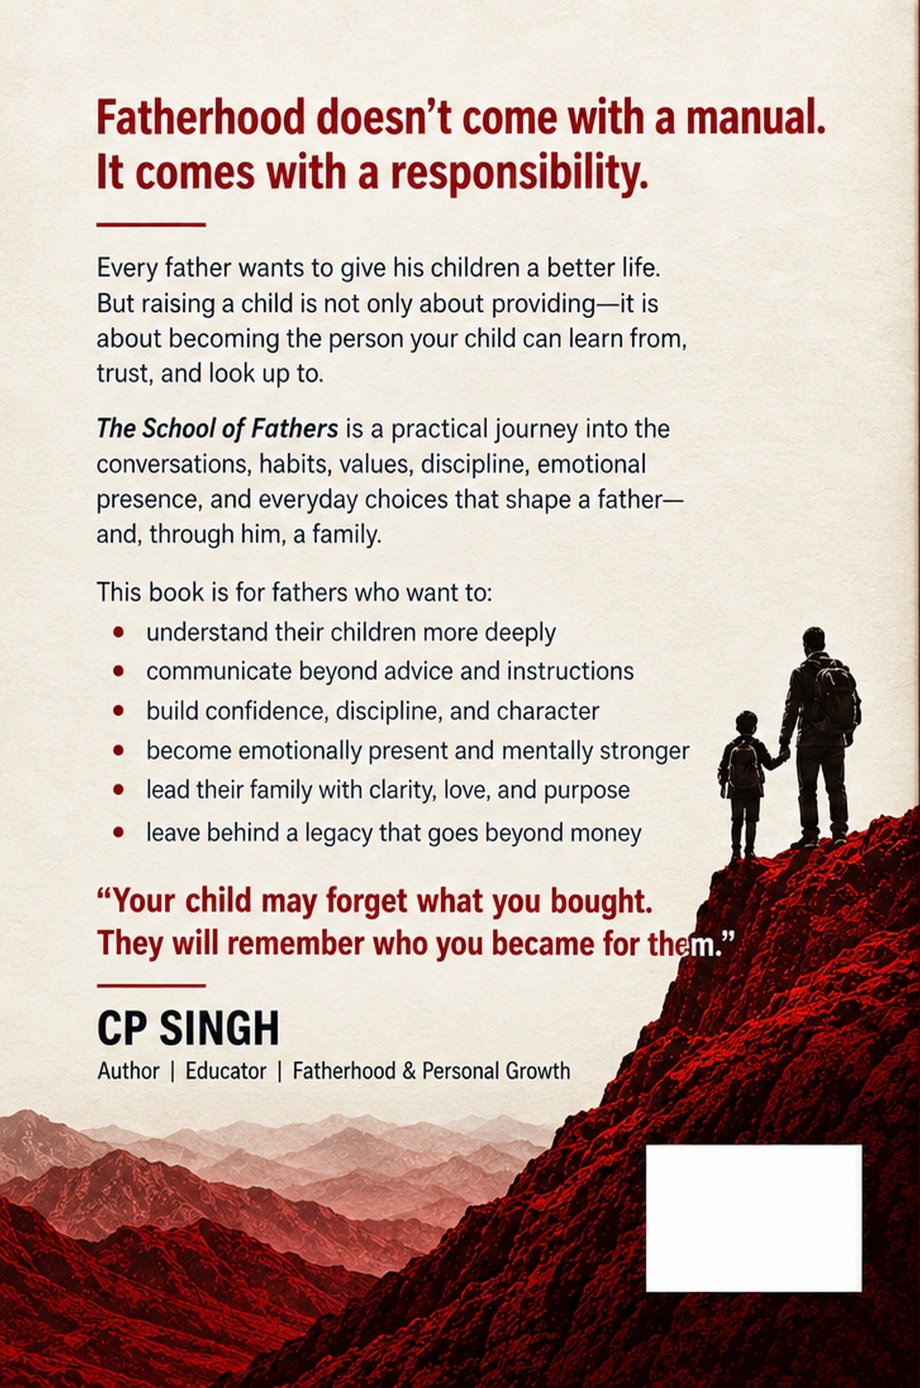 Fatherhood doesn’t come with a manual.
It comes with a responsibility.
Every father wants to give his children a better life.
But raising a child is not only about providing—it is
about becoming the person your child can learn from,
trust, and look up to.
The School of Fathers is a practical journey into the
conversations, habits, values, discipline, emotional
presence, and everyday choices that shape a father—
and, through him, a family.
This book is for fathers who want to:
• understand their children more deeply
• communicate beyond advice and instructions
• build confidence, discipline, and character
• become emotionally present and mentally stronger
• lead their family with clarity, love, and purpose
• leave behind a legacy that goes beyond money
“Your child may forget what you bought.
They will remember who you became for them.”
CP SINGH
Author | Educator | Fatherhood & Personal Growth